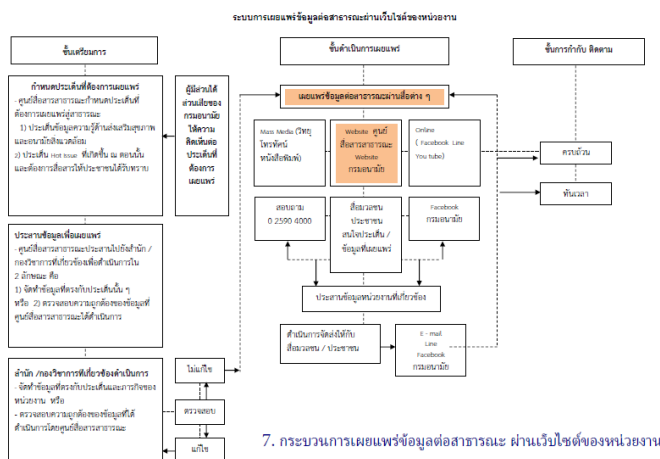 ระบบการเผยแพร่ข้อมูลต่อสาธารณะผ่านเว็บไซต์ของหน่วยงาน
ขั้นเตรียมการ
ขั้นดำเนินการเผยแพร่
ขั้นการกำกับ ติดตาม
กำหนดประเด็นที่ต้องการเผยแพร่
- ศูนย์สื่อสารสาธารณะกำหนดประเด็นที่
ต้องการเผยแพร่สู่สาธารณะ
1) ประเด็นข้อมูลความรู้ด้านส่งเสริมสุขภาพ
และอนามัยสิ่งแวดล้อม
2) ประเด็น Hot Issue ที่เกิดขึ้น ณ ตอนนั้น
และต้องการสื่อสารให้ประชาชนได้รับทราบ
ผู้มีส่วนได้
ส่วนเสียของ
กรมอนามัย
ให้ความ
คิดเห็นต่อ
ประเด็นที่
ต้องการ
เผยแพร่
ประสานข้อมูลเพื่อเผยแพร่
- ศูนย์สื่อสารสาธารณะประสานไปยังสำนัก /
กองวิชาการที่เกี่ยวข้องเพื่อดำเนินการใน
2 ลักษณะ คือ
1) จัดทำข้อมูลที่ตรงกับประเด็นนั้น ๆ
หรือ 2) ตรวจสอบความถูกต้องของข้อมูลที่
ศูนย์สื่อสารสาธารณะได้ดำเนินการ
สำนัก /กองวิชาการที่เกี่ยวข้องดำเนินการ
- จัดทำข้อมูลที่ตรงกับประเด็นและภารกิจของ
หน่วยงาน หรือ
- ตรวจสอบความถูกต้องของข้อมูลที่ได้
ดำเนินการโดยศูนย์สื่อสารสาธารณะ
ไม่แก้ไข
ตรวจสอบ
แก้ไข
เผยแพร่ข้อมูลต่อสาธารณะผ่านสื่อต่าง ๆ
Mass Media (วิทยุ
โทรทัศน์
หนังสือพิมพ์)
Website ศูนย์
สื่อสารสาธารณะ
Website
กรมอนามัย
Online
( Facebook Line
You tube)
สอบถาม
0 2590 4000
สื่อมวลชน
ประชาชน
สนใจประเด็น /
ข้อมูลที่เผยแพร่
Facebook
กรมอนามัย
ประสานข้อมูลหน่วยงานที่เกี่ยวข้อง
ดำเนินการจัดส่งให้กับ
สื่อมวลชน / ประชาชน
E - mail
Line
Facebook
กรมอนามัย
ครบถ้วน
ทันเวลา
7. กระบวนการเผยแพร่ข้อมูลต่อสาธารณะ ผ่านเว็บไซต์ของหน่วยงาน